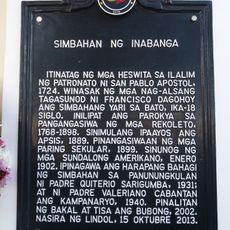 SIMBAHAN NG INABANGA
ITINATAG NG MGA HESWITA SA ILALIM
NG PATRONATO NI SAN PABLO APOSTOL,
1724. WINASAK NG MGA NAG-ALSANG
TAGASUNOD NI FRANCISCO DAGOHOY
ANG SIMBAHANG YARI SA BATO, IKA-18
SIGLO. INILIPAT ANG PAROKYA SA
PANGANGASIWA NG MGA REKOLETO,
1768-1898. SINIMULANG IPAAYOS ANG
APSIS, 1889. PINANGASIWAAN NG MGA
PARING SEKULAR, 1899. SINUNOG NG
MGA SUNDALONG AMERIKANO, ENERO
1902. IPINAGAWA ANG HARAPANG BAHAGI
NG SIMBAHAN SA PANUNUNGKULAN
NI PADRE QUITERIO SARIGUMBA, 1931;
AT NI PADRE VALERIANO CABANTAN
ANG KAMPANARYO, 1940. PINALITAN
NG BAKAL AT TISA ANG BUBONG, 2002.
NASIRA NG LINDOL, 15 OKTUBRE 2013.